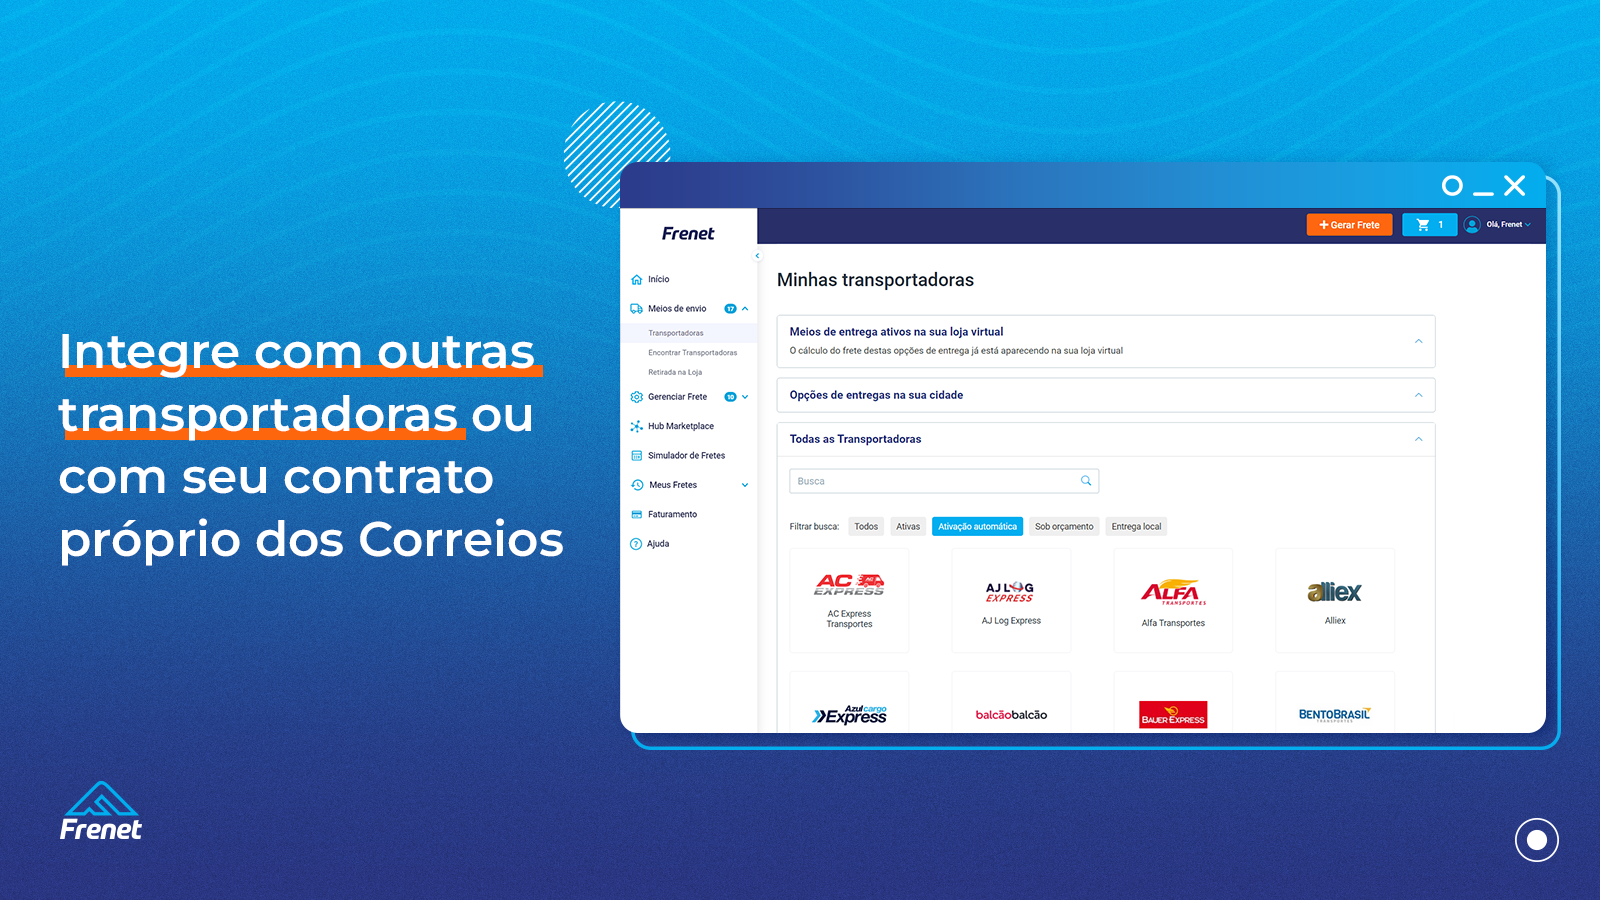 Integre com outras
transportadoras ou
com seu contrato
próprio dos Correios
Frenet
Frenet
Início
Meios de envio 17
Transportadoras
Encontrar Transportadoras
Retirada na Loja
Gerenciar Frete 10
Hub Marketplace
Simulador de Fretes
Meus Fretes
Faturamento
Ajuda
+ Gerar Frete
1
Olá, Frenet
Minhas transportadoras
Meios de entrega ativos na sua loja virtual
O cálculo do frete destas opções de entrega já está aparecendo na sua loja virtual
Opções de entregas na sua cidade
Todas as Transportadoras
Busca
Filtrar busca: Todos Ativas Ativação automática Sob orçamento Entrega local
AC
EXPRESS
AC Express
Transportes
AJ LOG
EXPRESS
AJ Log Express
ALFA
TRANSPORTES
Alfa Transportes
alliex
Alliex
Azul cargo
Express
balcãobalcão
BAUER EXPRESS
BENTOBRASIL
TRANSPORTES